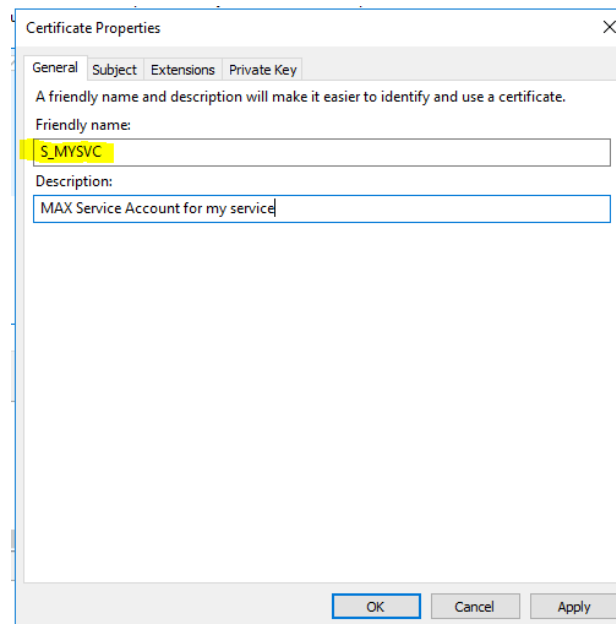 Certificate Properties
General Subject Extensions Private Key
A friendly name and description will make it easier to identify and use a certificate.
Friendly name:
S_MYSVC
Description:
MAX Service Account for my service
OK Cancel Apply